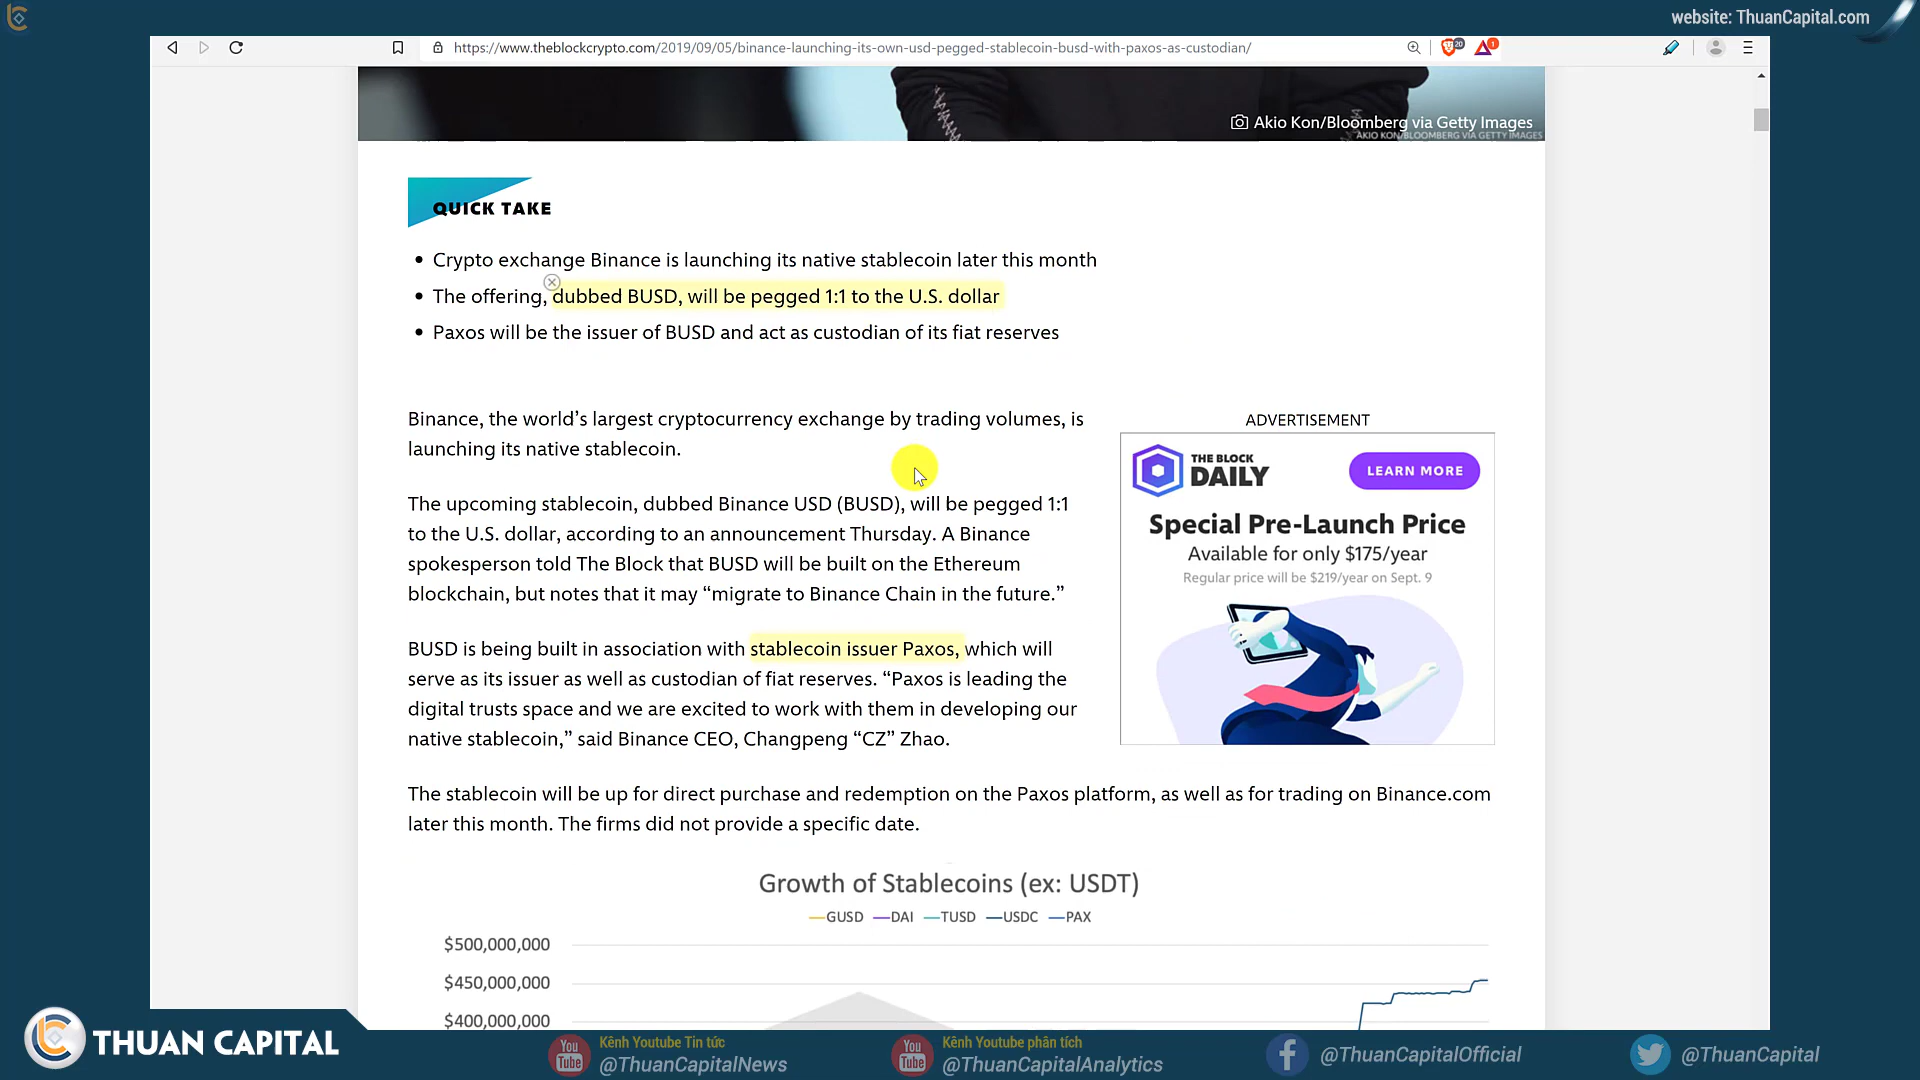 website: ThuanCapital.com
https://www.theblockcrypto.com/2019/09/05/binance-launching-its-own-usd-pegged-stablecoin-busd-with-paxos-as-custodian/
20
1
Akio Kon/Bloomberg via Getty Images
AKIO KON/BLOOMBERG VIA GETTY IMAGES
QUICK TAKE
• Crypto exchange Binance is launching its native stablecoin later this month
• The offering, dubbed BUSD, will be pegged 1:1 to the U.S. dollar
• Paxos will be the issuer of BUSD and act as custodian of its fiat reserves
Binance, the world’s largest cryptocurrency exchange by trading volumes, is
launching its native stablecoin.
The upcoming stablecoin, dubbed Binance USD (BUSD), will be pegged 1:1
to the U.S. dollar, according to an announcement Thursday. A Binance
spokesperson told The Block that BUSD will be built on the Ethereum
blockchain, but notes that it may “migrate to Binance Chain in the future.”
BUSD is being built in association with stablecoin issuer Paxos, which will
serve as its issuer as well as custodian of fiat reserves. “Paxos is leading the
digital trusts space and we are excited to work with them in developing our
native stablecoin,” said Binance CEO, Changpeng “CZ” Zhao.
ADVERTISEMENT
THE BLOCK
DAILY
LEARN MORE
Special Pre-Launch Price
Available for only $175/year
Regular price will be $219/year on Sept. 9
The stablecoin will be up for direct purchase and redemption on the Paxos platform, as well as for trading on Binance.com
later this month. The firms did not provide a specific date.
Growth of Stablecoins (ex: USDT)
GUSD DAI TUSD USDC PAX
$500,000,000
$450,000,000
$400,000,000
THUAN CAPITAL
You
Tube
Kênh Youtube Tin tức
@ThuanCapitalNews
You
Tube
Kênh Youtube phân tích
@ThuanCapitalAnalytics
@ThuanCapitalOfficial
@ThuanCapital